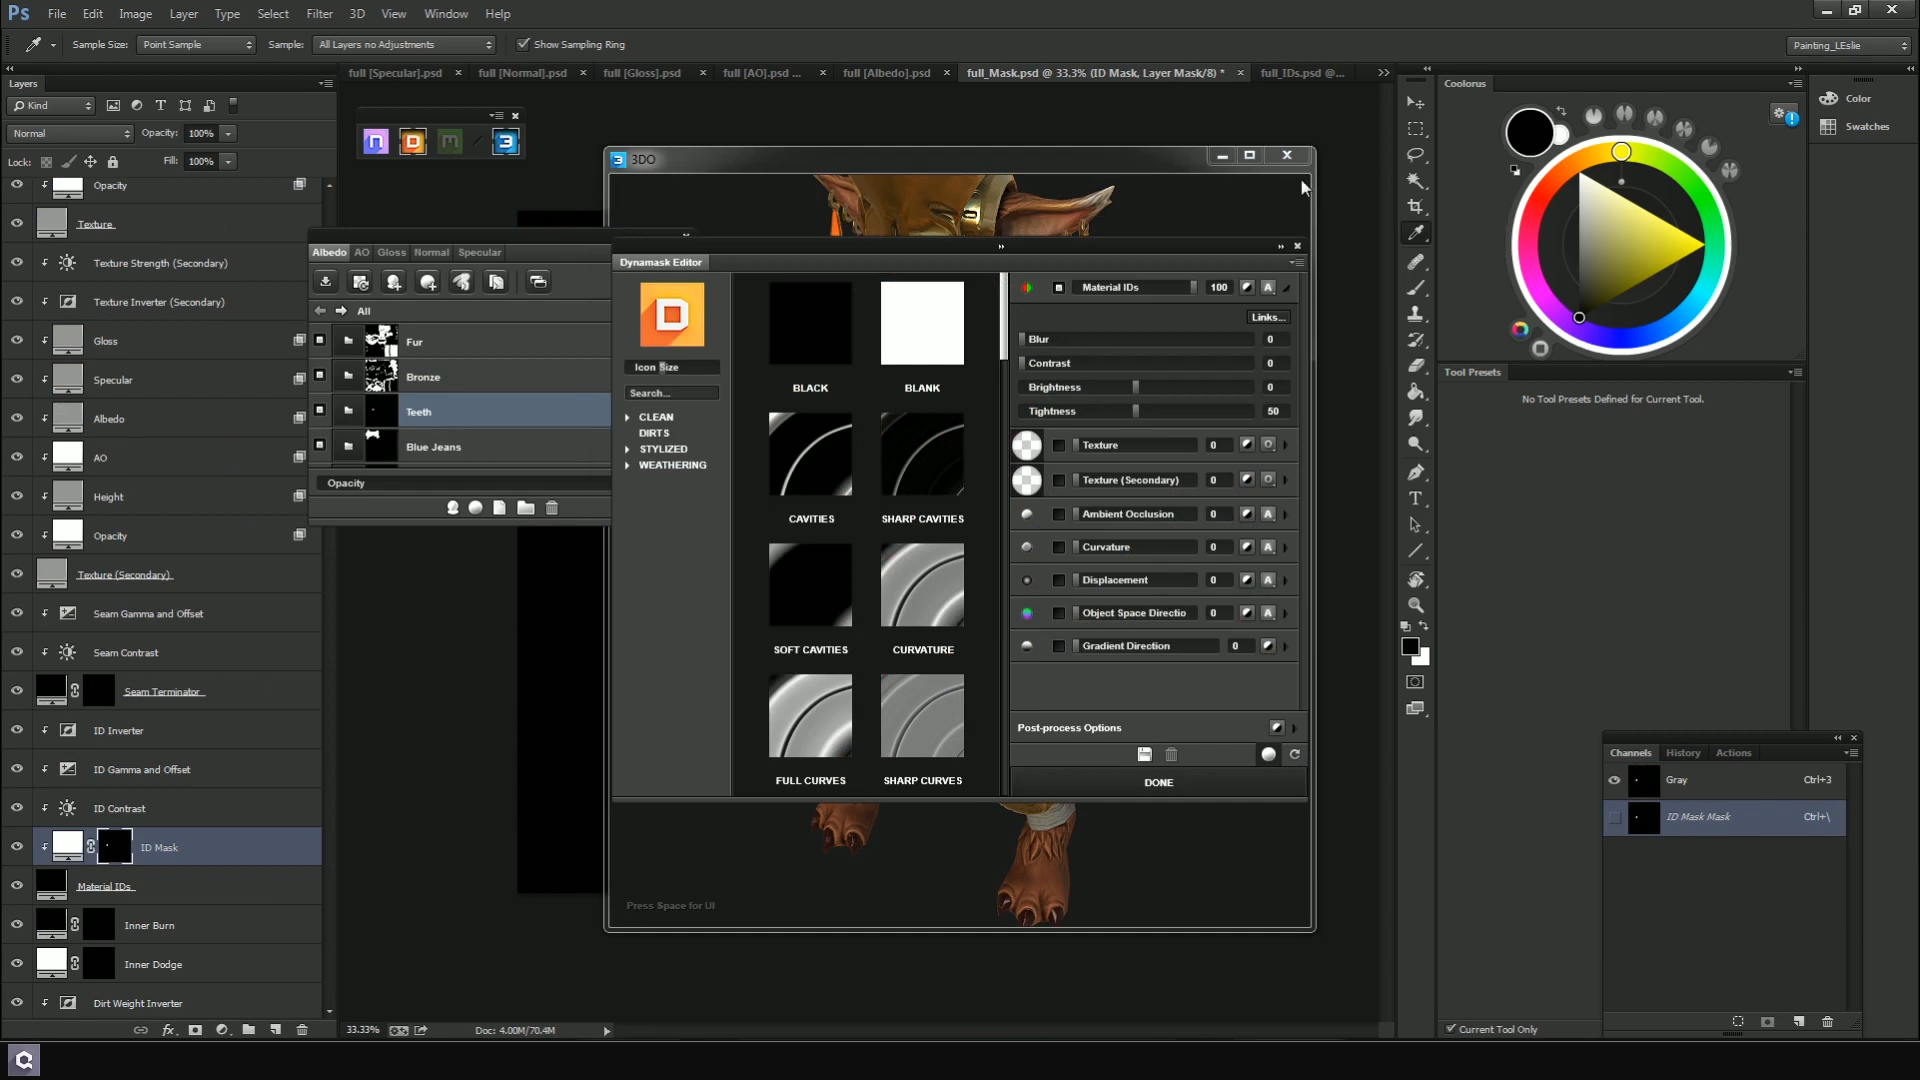 Ps File Edit Image Layer Type Select Filter 3D View Window Help
Sample Size: Point Sample Sample: All Layers no Adjustments Show Sampling Ring Painting_LEslie
full [Specular].psd × full [Normal].psd × full [Gloss].psd × full [AO].psd ... × full [Albedo].psd × full_Mask.psd @ 33.3% (ID Mask, Layer Mask/8) * × full_IDs.psd @...
Layers
Kind
Normal Opacity: 100%
Lock: Fill: 100%
Opacity
Texture
Texture Strength (Secondary)
Texture Inverter (Secondary)
Gloss
Specular
Albedo
AO
Height
Opacity
Texture (Secondary)
Seam Gamma and Offset
Seam Contrast
Seam Terminator
ID Inverter
ID Gamma and Offset
ID Contrast
ID Mask
Material IDs
Inner Burn
Inner Dodge
Dirt Weight Inverter
3DO
Albedo AO Gloss Normal Specular
All
Fur
Bronze
Teeth
Blue Jeans
Opacity
Dynamask Editor
Icon Size
Search...
CLEAN
DIRTS
STYLIZED
WEATHERING
BLACK BLANK
CAVITIES SHARP CAVITIES
SOFT CAVITIES CURVATURE
FULL CURVES SHARP CURVES
Material IDs 100 A
Links...
Blur 0
Contrast 0
Brightness 0
Tightness 50
Texture 0
Texture (Secondary) 0
Ambient Occlusion 0 A
Curvature 0 A
Displacement 0 A
Object Space Directio 0 A
Gradient Direction 0
Post-process Options
DONE
Press Space for UI
33.33% Doc: 4.00M/70.4M
Coolorus
Tool Presets
No Tool Presets Defined for Current Tool.
Current Tool Only
Color
Swatches
Channels History Actions
Gray Ctrl+3
ID Mask Mask Ctrl+\